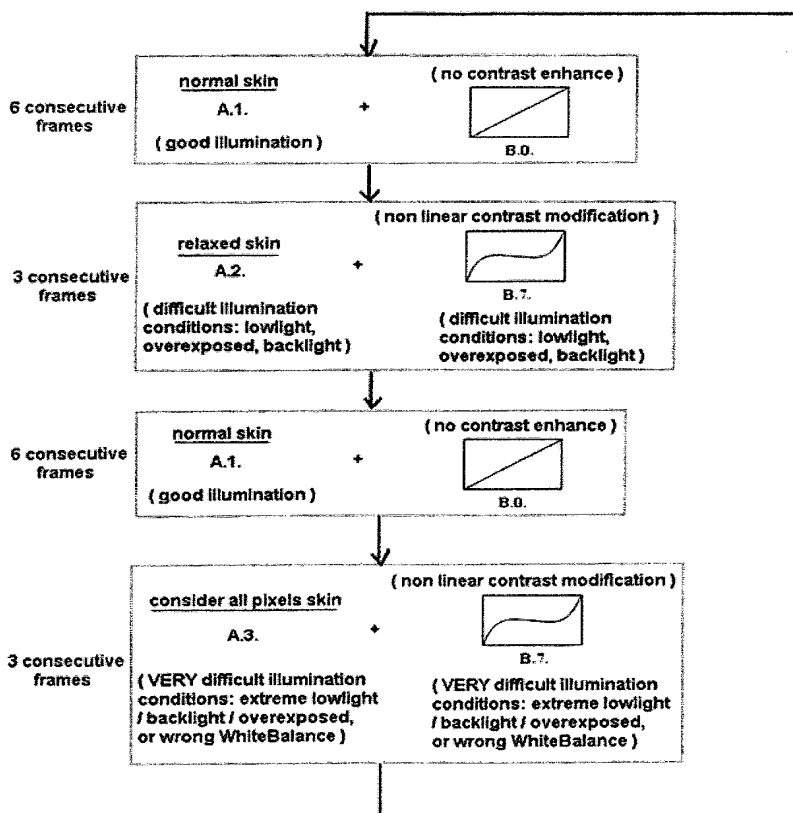 6 consecutive
frames
normal skin
A.1.
( good illumination )
+
( no contrast enhance )
B.0.
3 consecutive
frames
relaxed skin
A.2.
( difficult illumination
conditions: lowlight,
overexposed, backlight )
+
( non linear contrast modification )
B.7.
( difficult illumination
conditions: lowlight,
overexposed, backlight )
6 consecutive
frames
normal skin
A.1.
( good illumination )
+
( no contrast enhance )
B.0.
3 consecutive
frames
consider all pixels skin
A.3.
( VERY difficult illumination
conditions: extreme lowlight
/ backlight / overexposed,
or wrong WhiteBalance )
+
( non linear contrast modification )
B.7.
( VERY difficult illumination
conditions: extreme lowlight
/ backlight / overexposed,
or wrong WhiteBalance )